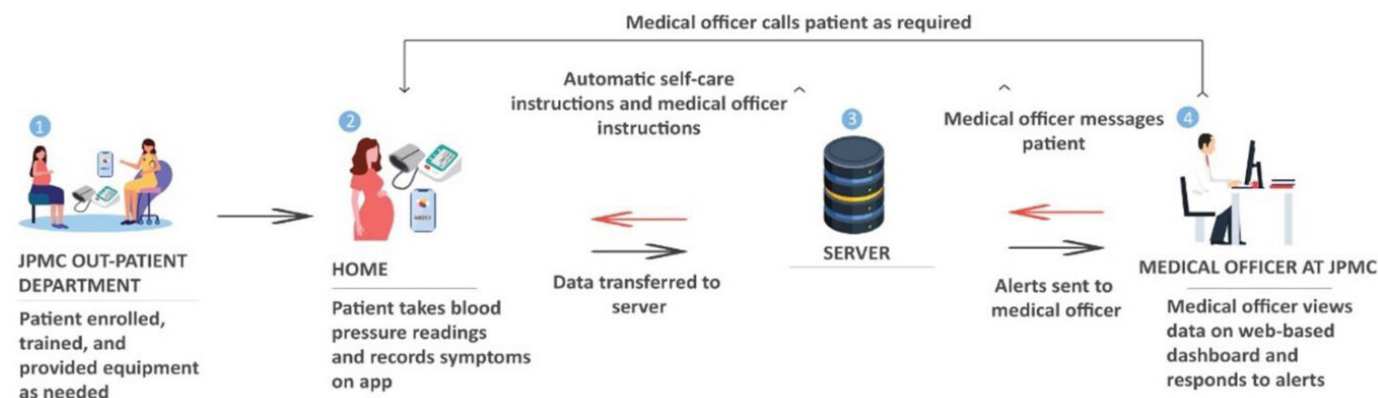 Medical officer calls patient as required
1
JPMC OUT-PATIENT
DEPARTMENT
Patient enrolled,
trained, and
provided equipment
as needed
2
HOME
Patient takes blood
pressure readings
and records symptoms
on app
Automatic self-care
instructions and medical officer
instructions
Data transferred to
server
3
SERVER
Medical officer messages
patient
Alerts sent to
medical officer
4
MEDICAL OFFICER AT JPMC
Medical officer views
data on web-based
dashboard and
responds to alerts